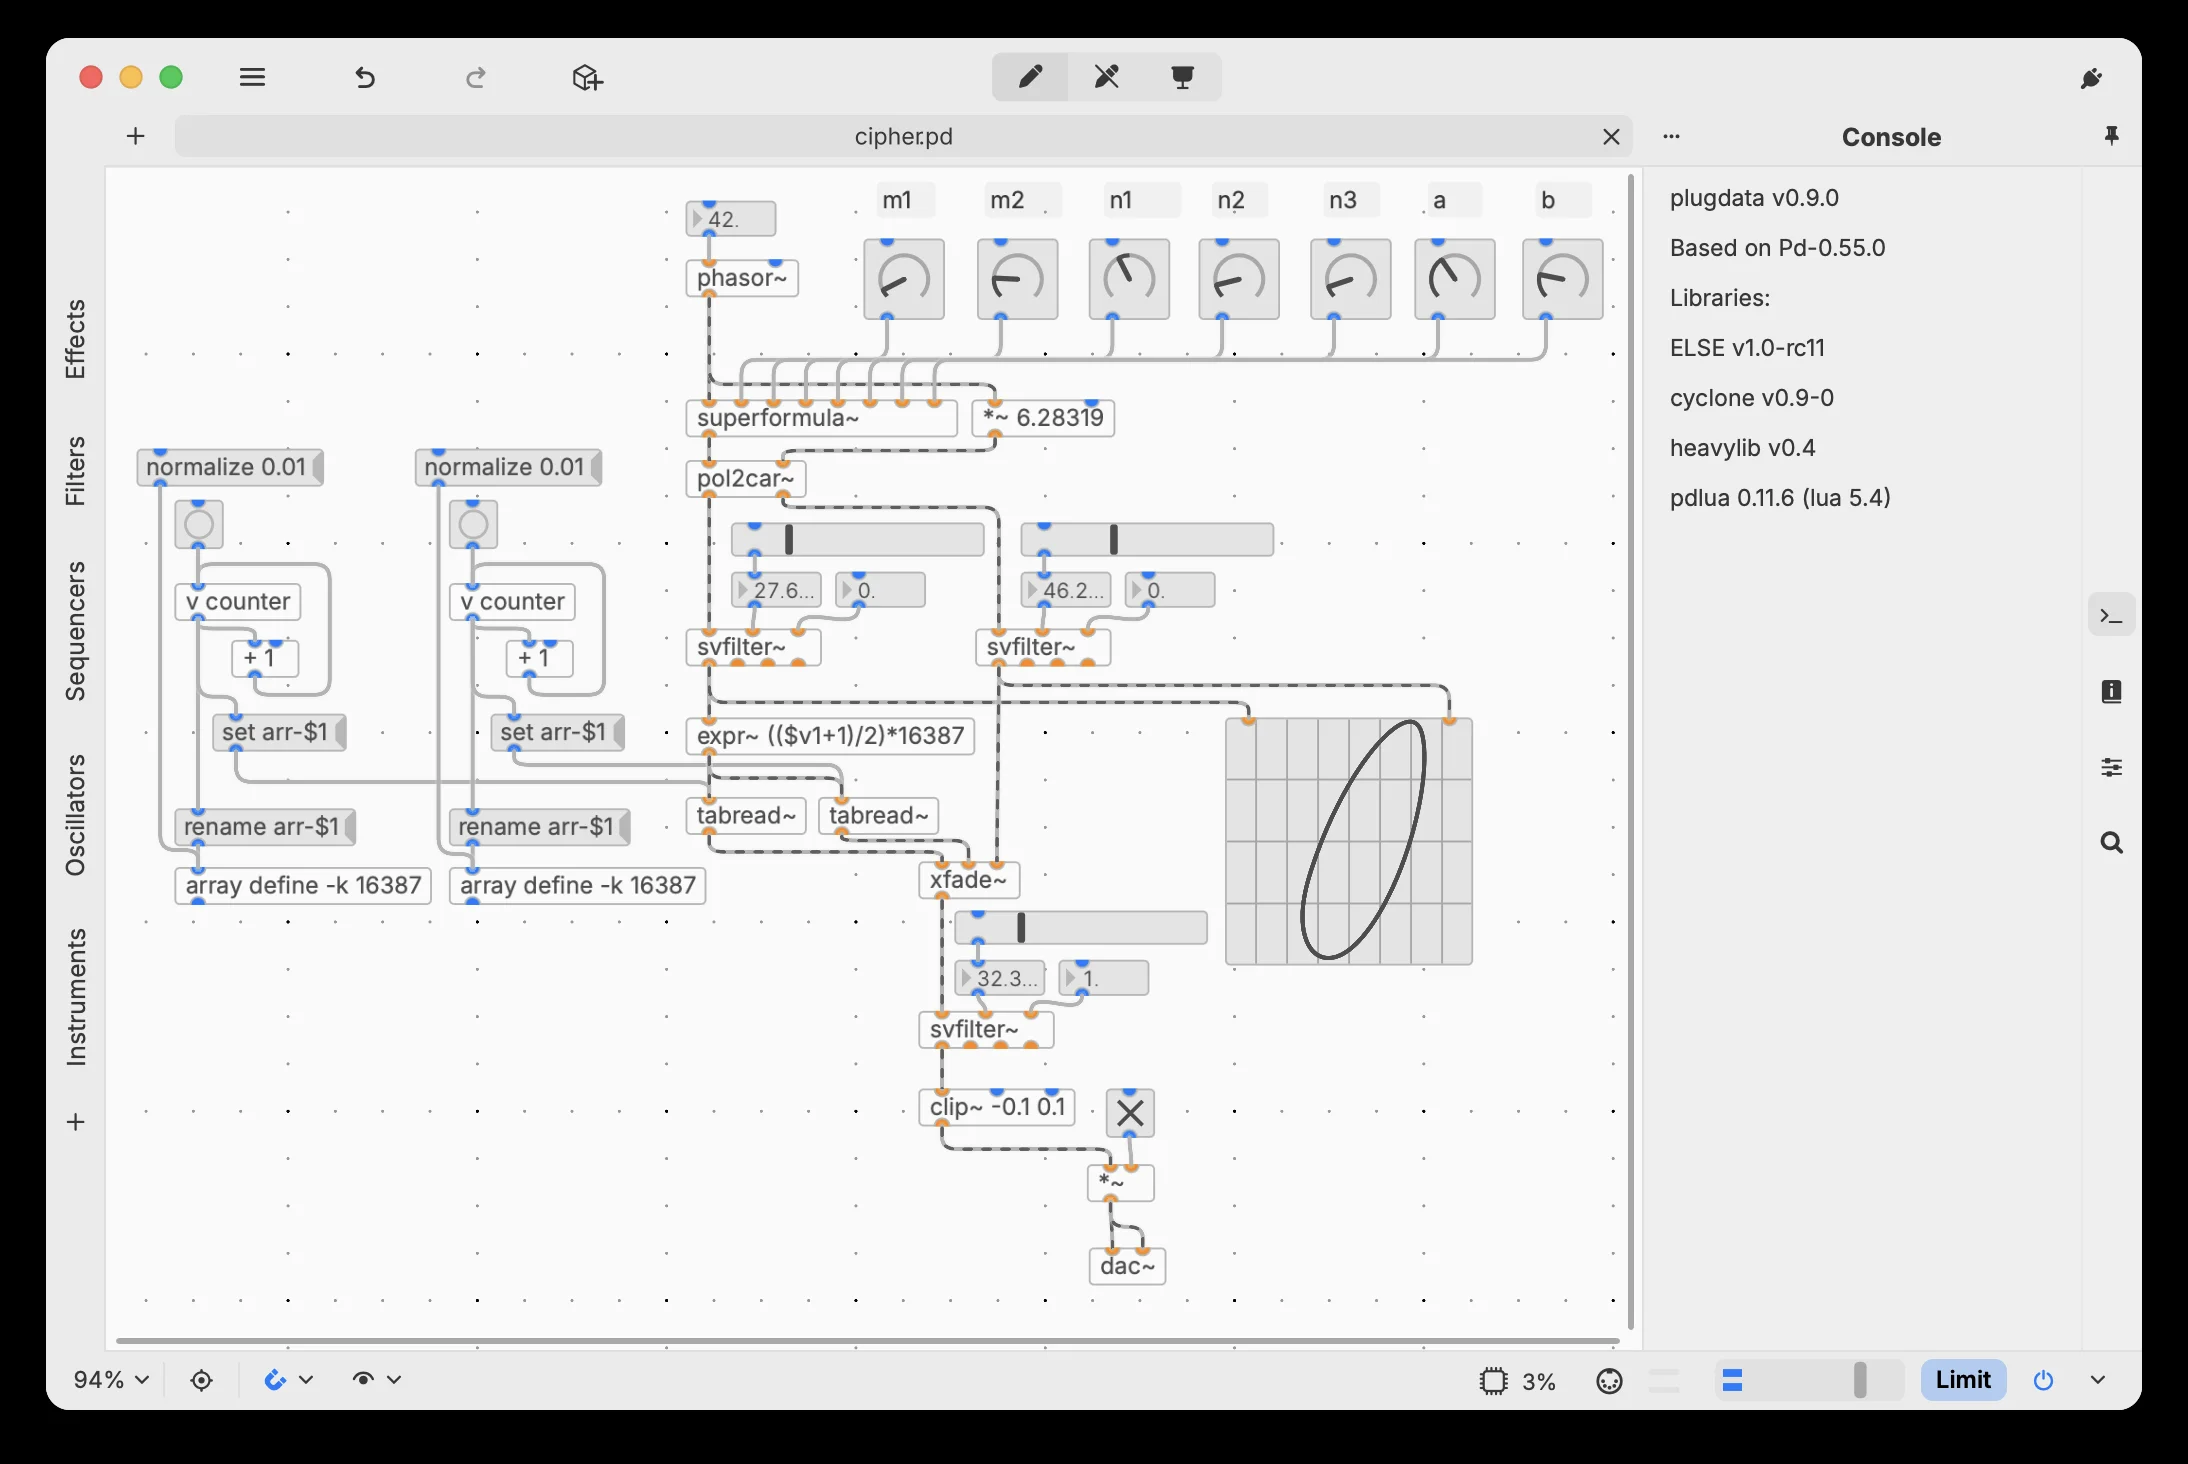 cipher.pd
Console
Effects
Filters
Sequencers
Oscillators
Instruments
m1 m2 n1 n2 n3 a b
42.
phasor~
superformula~
*~ 6.28319
pol2car~
normalize 0.01
normalize 0.01
v counter
v counter
+ 1
+ 1
set arr-$1
set arr-$1
rename arr-$1
rename arr-$1
array define -k 16387
array define -k 16387
27.6...
0.
46.2...
0.
svfilter~
svfilter~
expr~ (($v1+1)/2)*16387
tabread~
tabread~
xfade~
32.3...
1.
svfilter~
clip~ -0.1 0.1
*~
dac~
plugdata v0.9.0
Based on Pd-0.55.0
Libraries:
ELSE v1.0-rc11
cyclone v0.9-0
heavylib v0.4
pdlua 0.11.6 (lua 5.4)
94%
3%
Limit